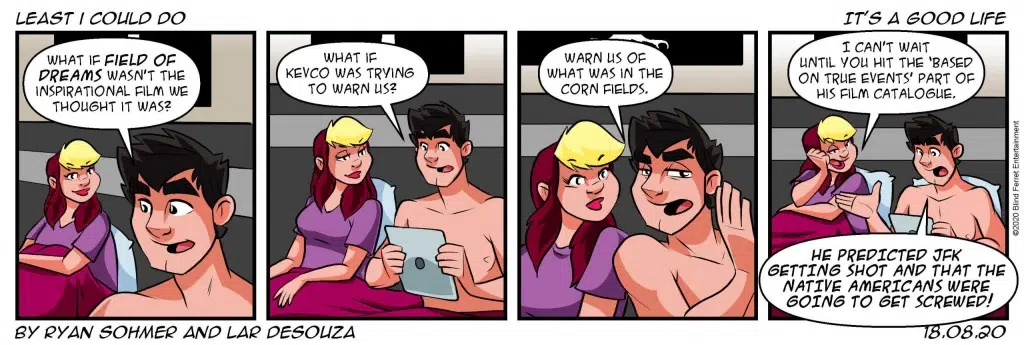 LEAST I COULD DO
IT'S A GOOD LIFE
WHAT IF FIELD OF
DREAMS WASN'T THE
INSPIRATIONAL FILM WE
THOUGHT IT WAS?
WHAT IF
KEVCO WAS TRYING
TO WARN US?
WARN US OF
WHAT WAS IN THE
CORN FIELDS.
I CAN'T WAIT
UNTIL YOU HIT THE 'BASED
ON TRUE EVENTS' PART OF
HIS FILM CATALOGUE.
HE PREDICTED JFK
GETTING SHOT AND THAT THE
NATIVE AMERICANS WERE
GOING TO GET SCREWED!
©2020 Blind Ferret Entertainment
BY RYAN SOHMER AND LAR DESOUZA
18.08.20